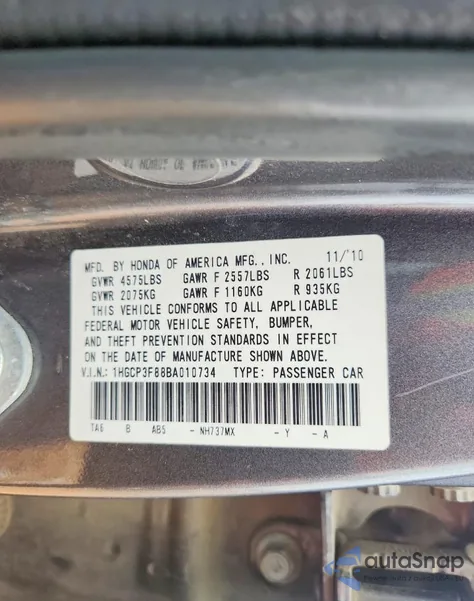 MFD. BY HONDA OF AMERICA MFG., INC. 11/'10
GVWR 4575LBS GAWR F 2557LBS R 2061LBS
GVWR 2075KG GAWR F 1160KG R 935KG
THIS VEHICLE CONFORMS TO ALL APPLICABLE
FEDERAL MOTOR VEHICLE SAFETY, BUMPER,
AND THEFT PREVENTION STANDARDS IN EFFECT
ON THE DATE OF MANUFACTURE SHOWN ABOVE.
V.I.N.: 1HGCP3F88BA010734 TYPE: PASSENGER CAR
TA6 B AB5 - NH737MX - Y - A
autoSnap